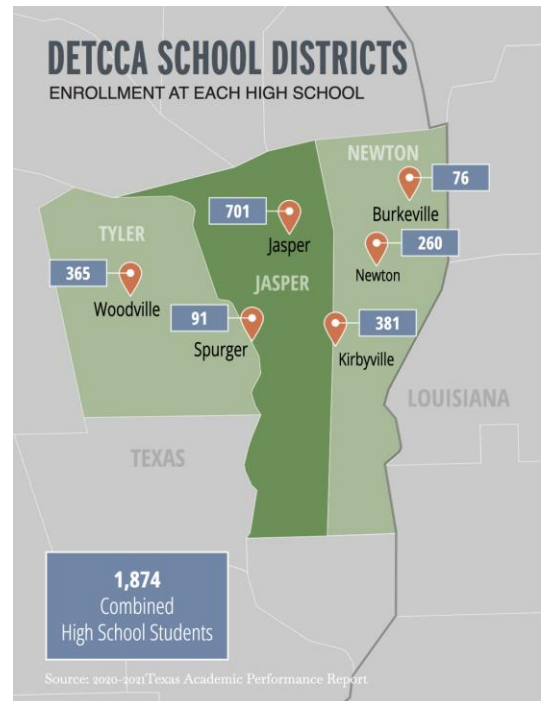 DETCCA SCHOOL DISTRICTS
ENROLLMENT AT EACH HIGH SCHOOL
NEWTON
76
Burkeville
701
Jasper
TYLER
260
Newton
365
Woodville
JASPER
91
Spurger
381
Kirbyville
LOUISIANA
TEXAS
1,874
Combined
High School Students
Source: 2020-2021Texas Academic Performance Report